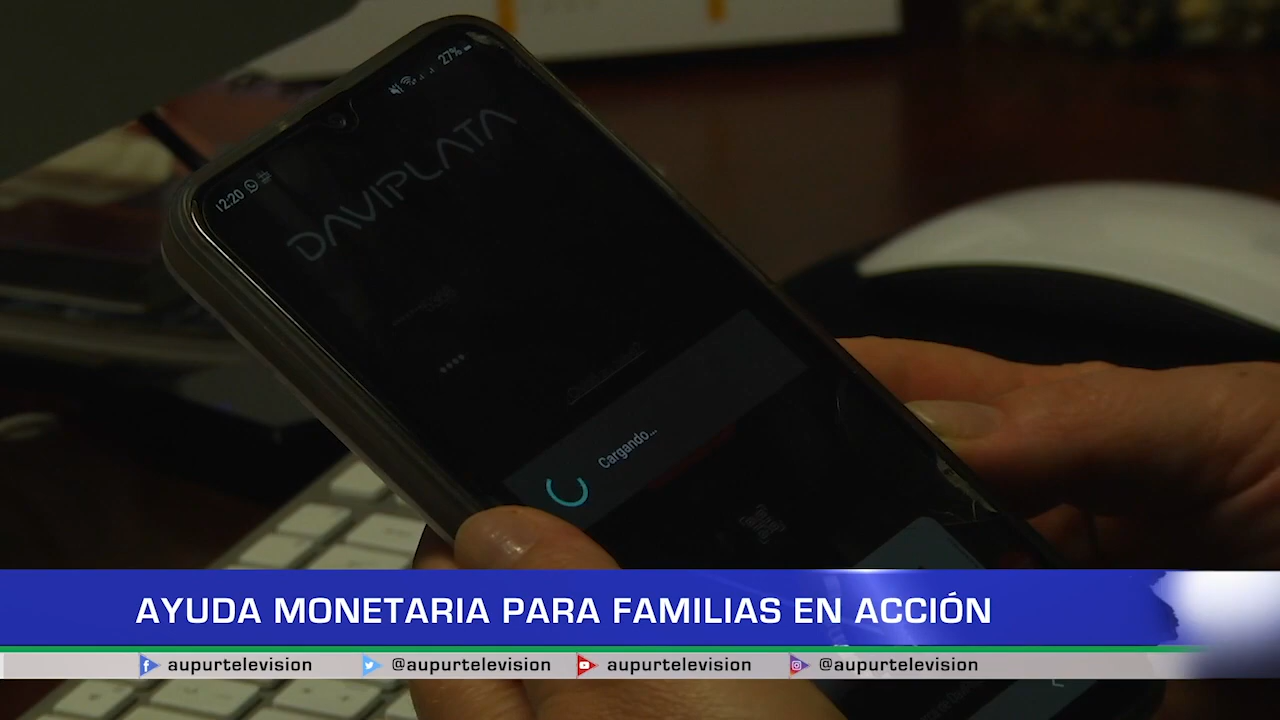 27%
12:20
DAVIPLATA
Cargando...
AYUDA MONETARIA PARA FAMILIAS EN ACCIÓN
aupurtelevision @aupurtelevision aupurtelevision @aupurtelevision